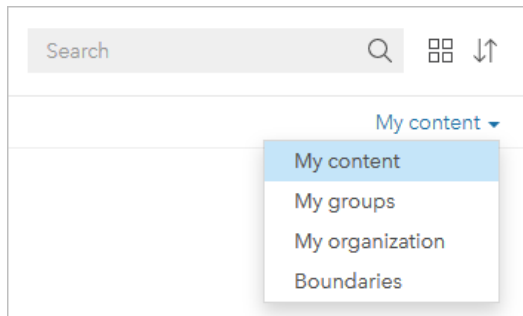 Search
My content
My content
My groups
My organization
Boundaries